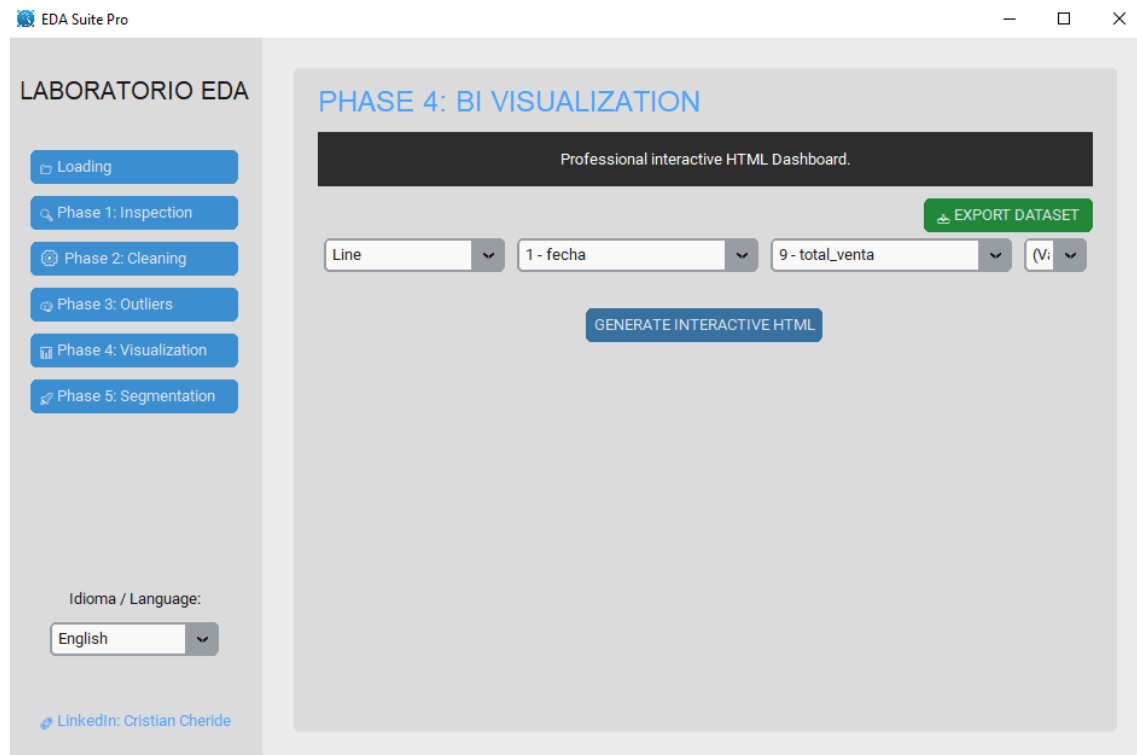 EDA Suite Pro
LABORATORIO EDA
Loading
Phase 1: Inspection
Phase 2: Cleaning
Phase 3: Outliers
Phase 4: Visualization
Phase 5: Segmentation
Idioma / Language:
English
LinkedIn: Cristian Cheride
PHASE 4: BI VISUALIZATION
Professional interactive HTML Dashboard.
EXPORT DATASET
Line 1 - fecha 9 - total_venta
GENERATE INTERACTIVE HTML